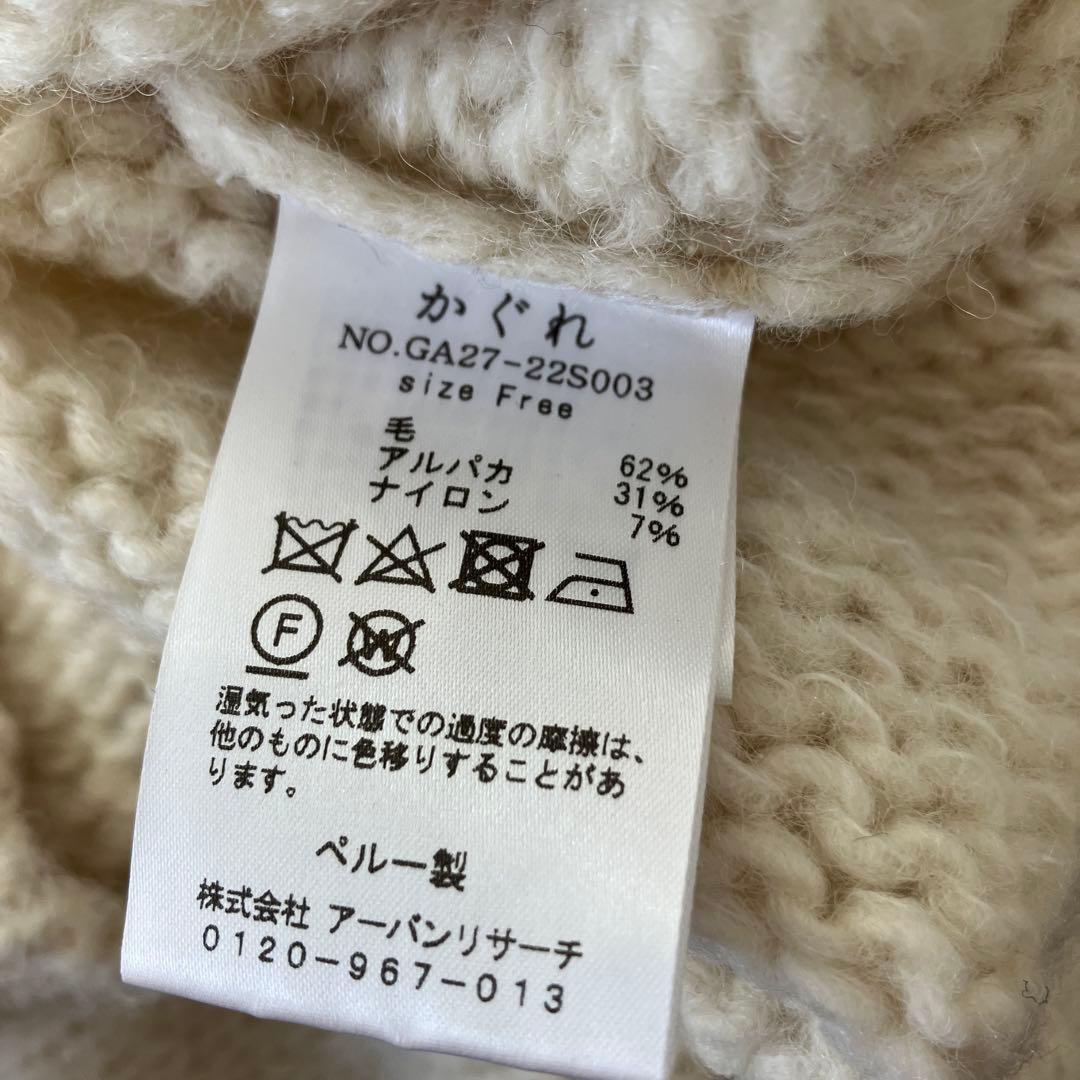 かぐれ
NO.GA27-22S003
size Free
毛 62%
アルパカ 31%
ナイロン 7%
F W
湿気った状態での過度の摩擦は、
他のものに色移りすることがあ
ります。
ペルー製
株式会社 アーバンリサーチ
0120-967-013